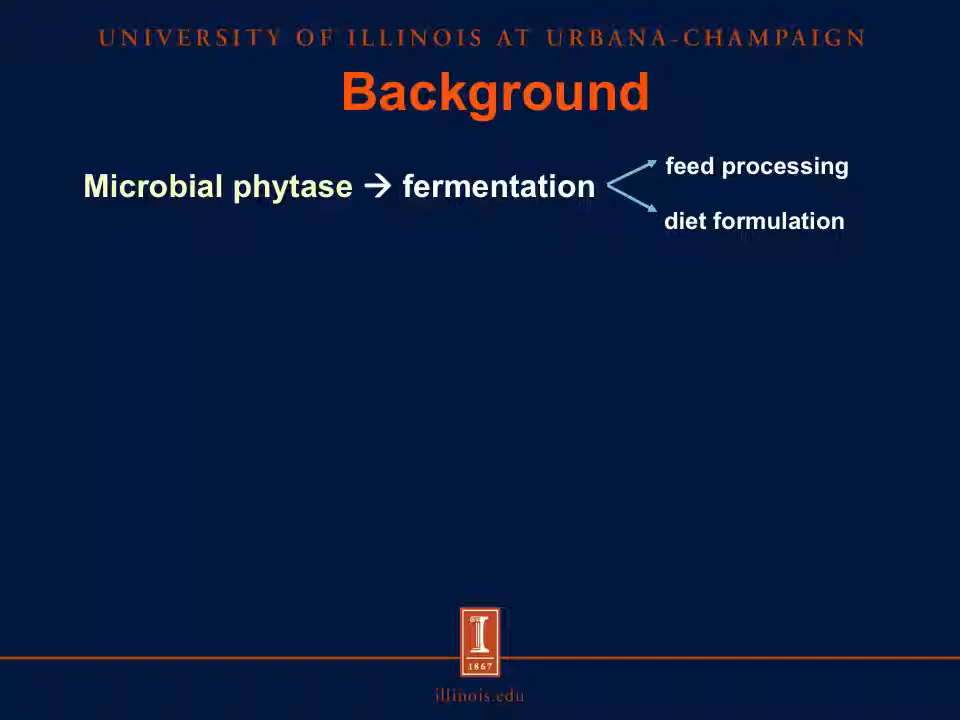 UNIVERSITY OF ILLINOIS AT URBANA-CHAMPAIGN
Background
Microbial phytase → fermentation
feed processing
diet formulation
I
1867
illinois.edu